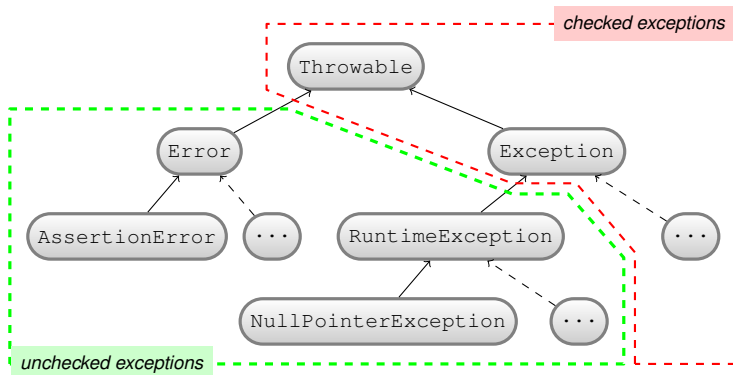 checked exceptions
Throwable
Error
Exception
AssertionError
...
RuntimeException
...
NullPointerException
...
unchecked exceptions